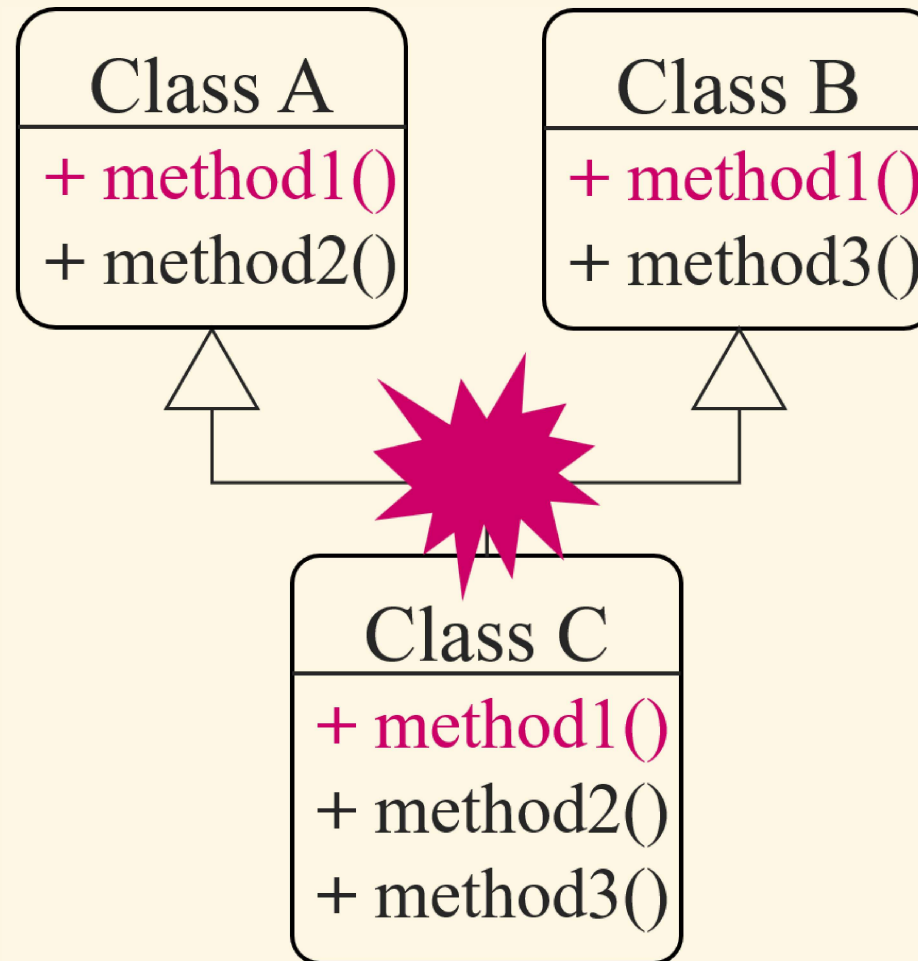 Class A
+ method1()
+ method2()
Class B
+ method1()
+ method3()
Class C
+ method1()
+ method2()
+ method3()